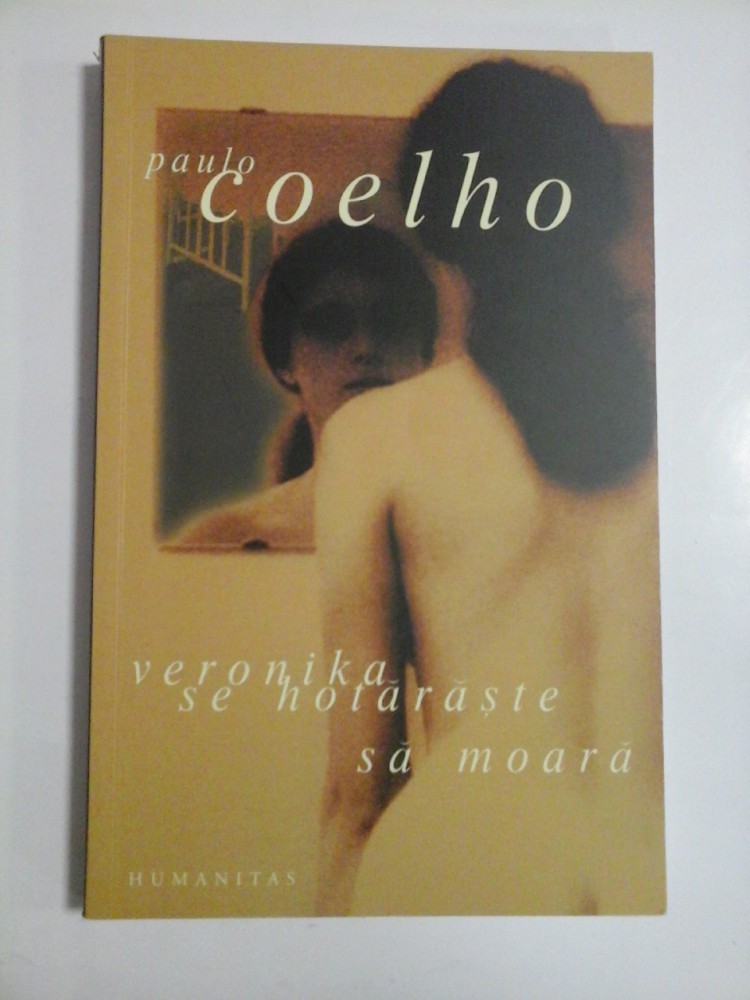 paulo
coelho
veronika
se hotărăște
să moară
HUMANITAS